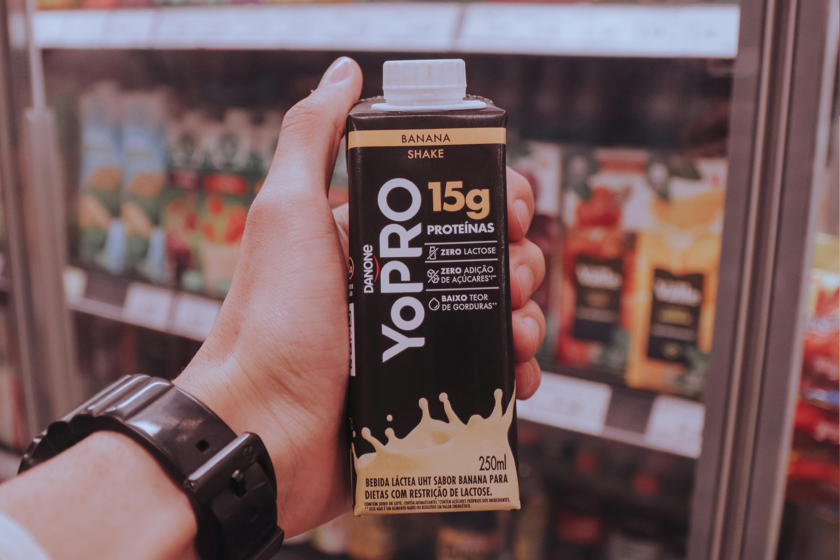 BANANA
SHAKE
DANONE
YoPRO
15g
PROTEÍNAS
ZERO LACTOSE
ZERO ADIÇÃO
DE AÇÚCARES*/**
BAIXO TEOR
DE GORDURAS**
250ml
BEBIDA LÁCTEA UHT SABOR BANANA PARA
DIETAS COM RESTRIÇÃO DE LACTOSE.